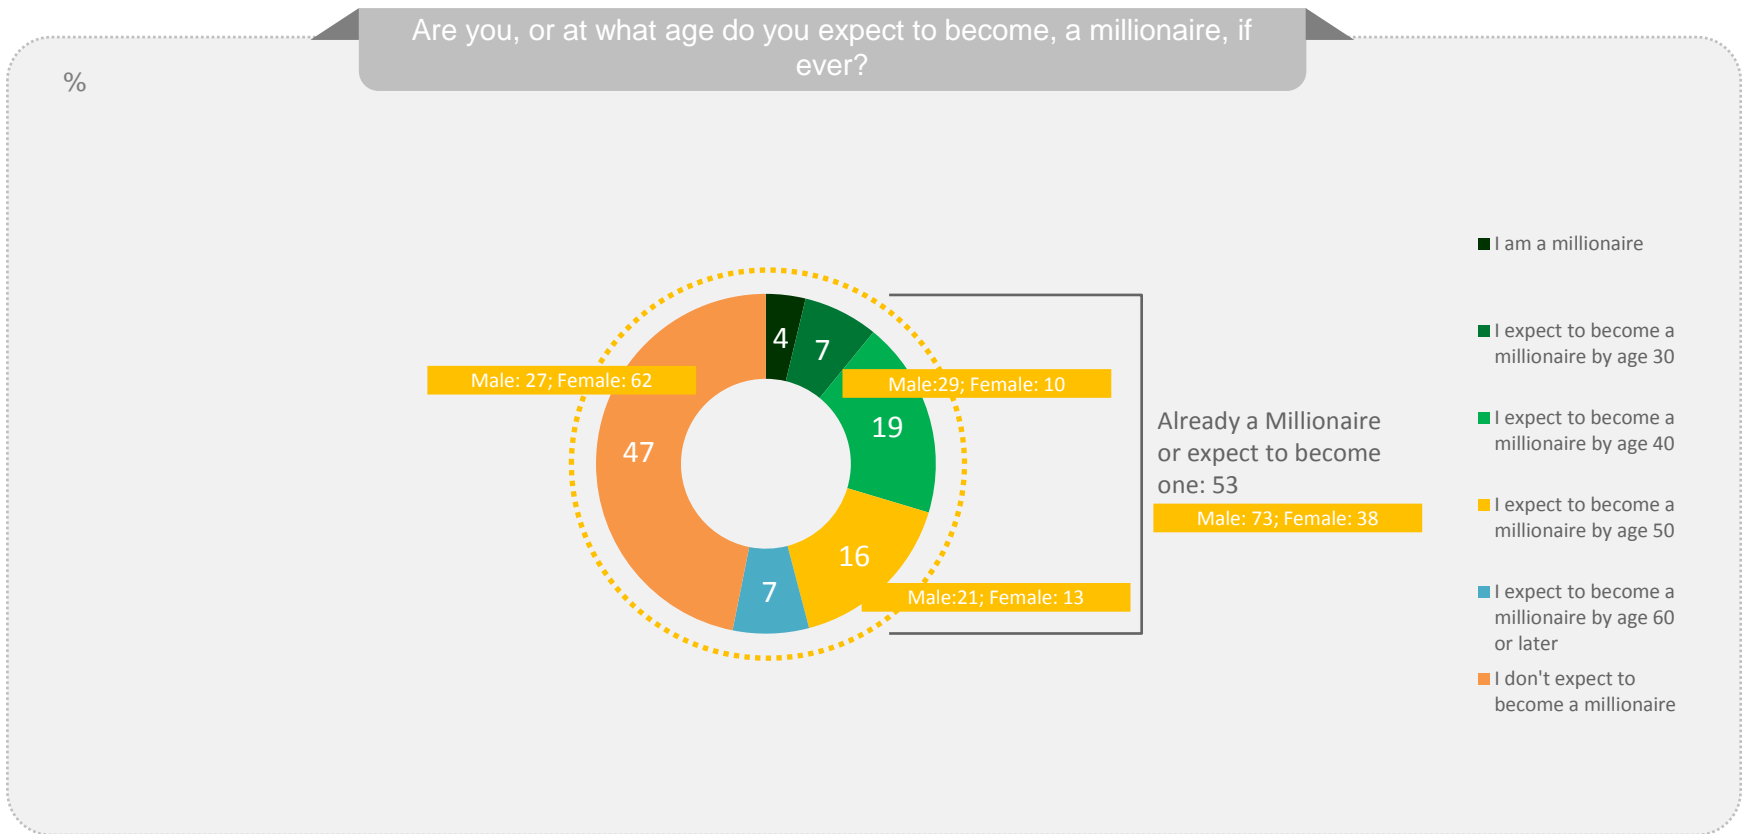 Are you, or at what age do you expect to become, a millionaire, if
ever?
%
4
7
19
16
7
47
Male: 27; Female: 62
Male:29; Female: 10
Male:21; Female: 13
Already a Millionaire
or expect to become
one: 53
Male: 73; Female: 38
I am a millionaire
I expect to become a
millionaire by age 30
I expect to become a
millionaire by age 40
I expect to become a
millionaire by age 50
I expect to become a
millionaire by age 60
or later
I don't expect to
become a millionaire